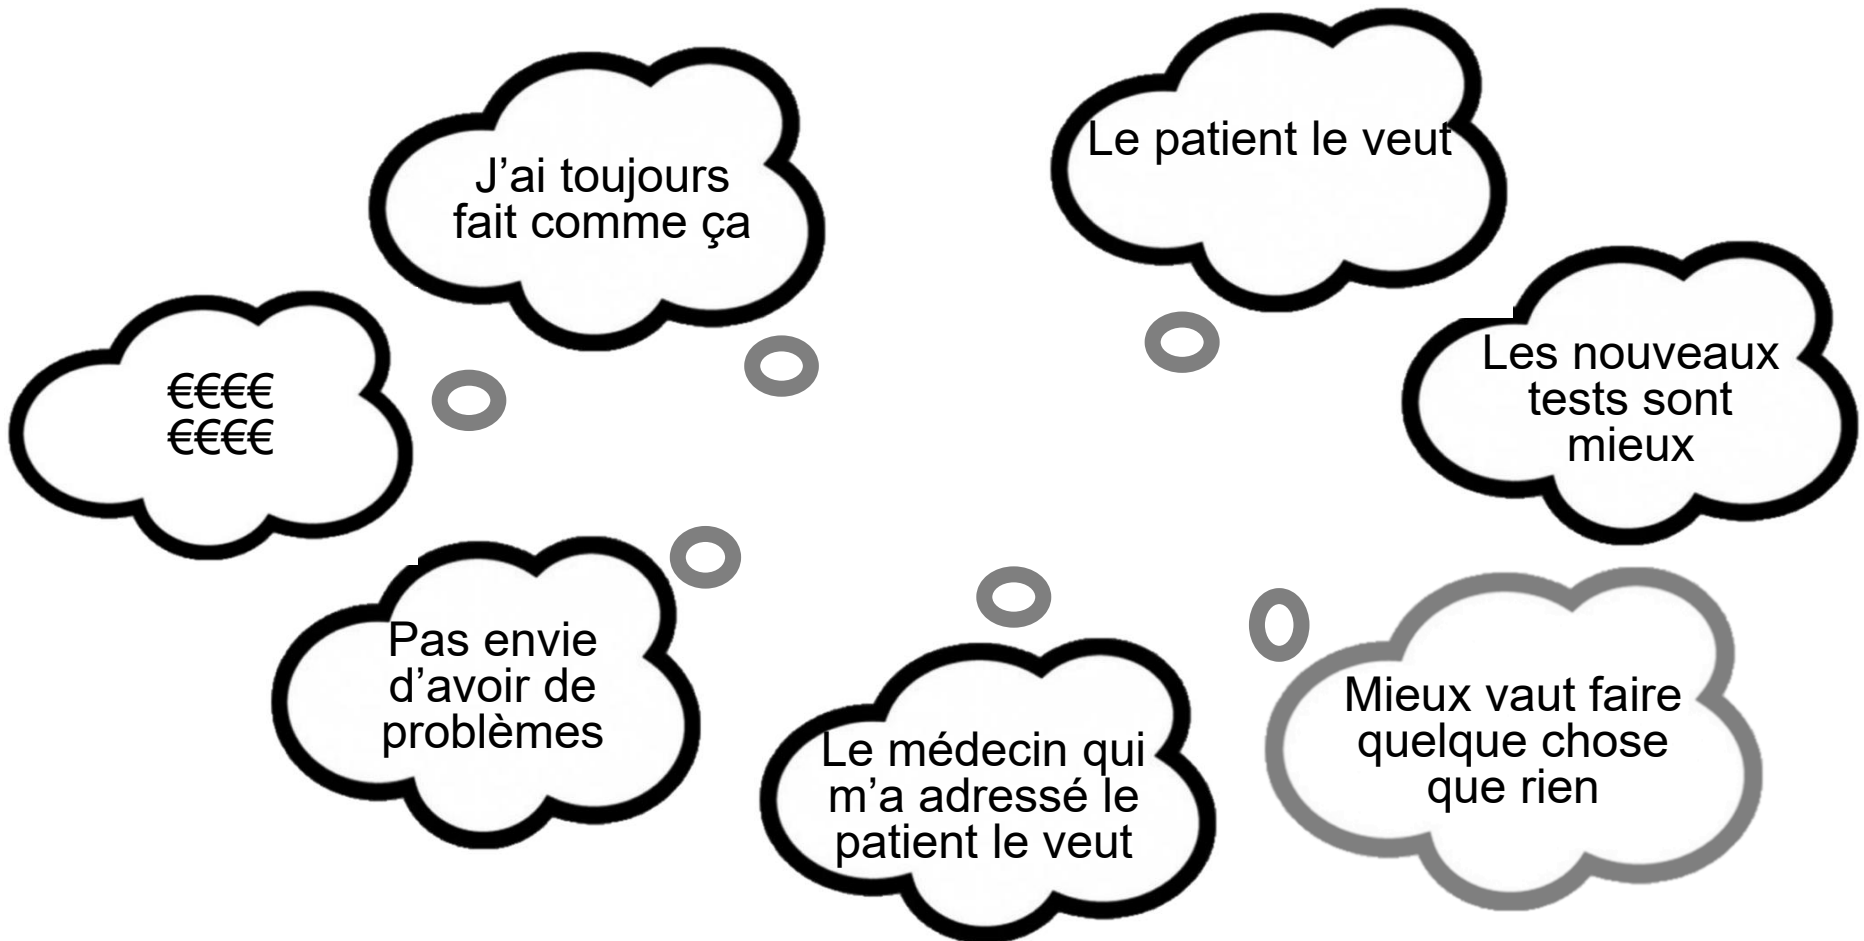 Le patient le veut
J’ai toujours
fait comme ça
Les nouveaux
tests sont
mieux
€€€€
€€€€
Pas envie
d’avoir de
problèmes
Le médecin qui
m’a adressé le
patient le veut
Mieux vaut faire
quelque chose
que rien